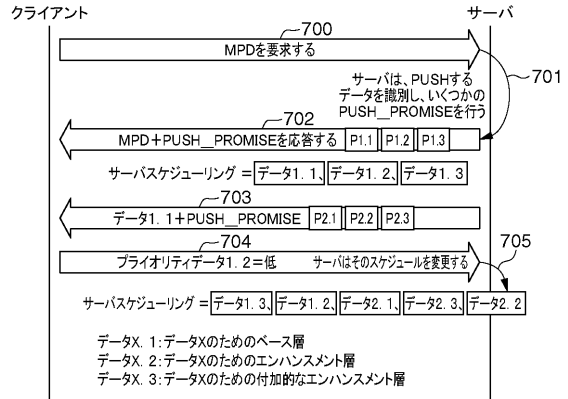 クライアント
サーバ
700
MPDを要求する
サーバは、PUSHする
データを識別し、いくつかの
PUSH__PROMISEを行う
701
702
MPD+PUSH__PROMISEを応答する P1.1 P1.2 P1.3
サーバスケジューリング = データ1.1、 データ1.2、 データ1.3
703
データ1.1+PUSH__PROMISE P2.1 P2.2 P2.3
704
プライオリティデータ1.2=低 サーバはそのスケジュールを変更する
705
サーバスケジューリング = データ1.3、 データ1.2、 データ2.1、 データ2.3、 データ2.2
データX.1:データXのためのベース層
データX.2:データXのためのエンハンスメント層
データX.3:データXのための付加的なエンハンスメント層